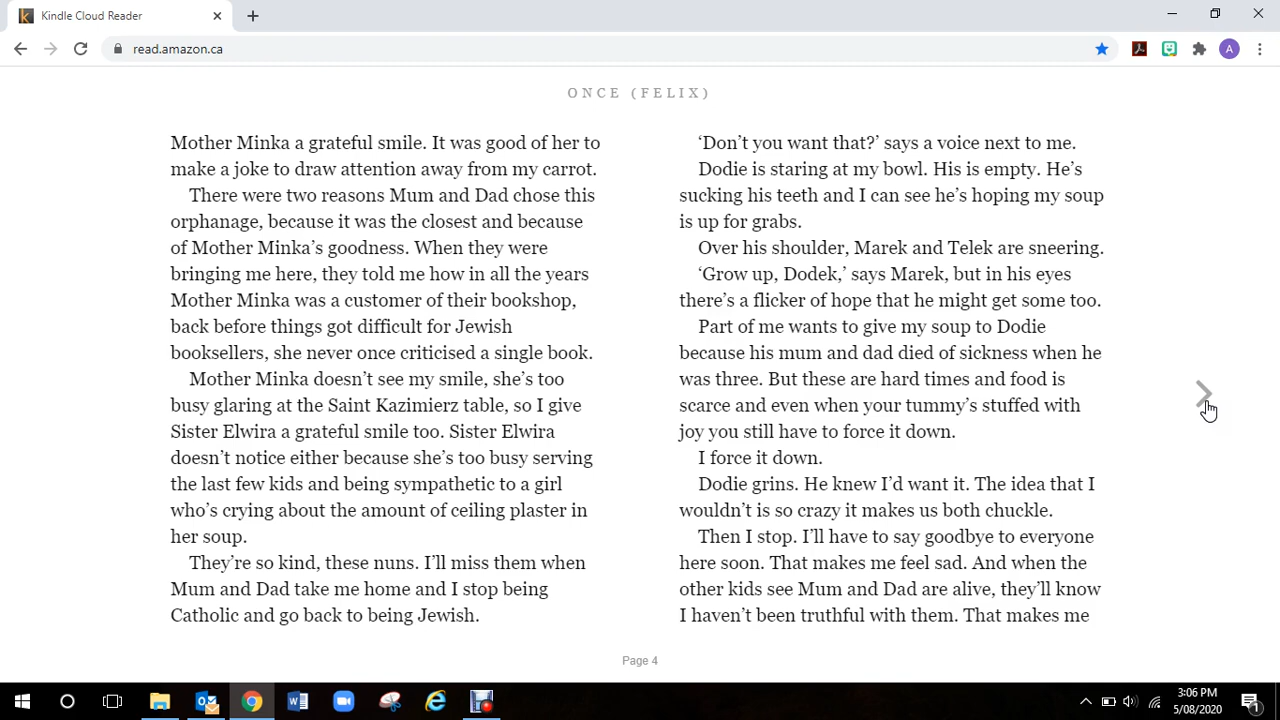 Kindle Cloud Reader
read.amazon.ca
A
ONCE (FELIX)
Mother Minka a grateful smile. It was good of her to
make a joke to draw attention away from my carrot.
There were two reasons Mum and Dad chose this
orphanage, because it was the closest and because
of Mother Minka’s goodness. When they were
bringing me here, they told me how in all the years
Mother Minka was a customer of their bookshop,
back before things got difficult for Jewish
booksellers, she never once criticised a single book.
Mother Minka doesn’t see my smile, she’s too
busy glaring at the Saint Kazimierz table, so I give
Sister Elwira a grateful smile too. Sister Elwira
doesn’t notice either because she’s too busy serving
the last few kids and being sympathetic to a girl
who’s crying about the amount of ceiling plaster in
her soup.
They’re so kind, these nuns. I’ll miss them when
Mum and Dad take me home and I stop being
Catholic and go back to being Jewish.
‘Don’t you want that?’ says a voice next to me.
Dodie is staring at my bowl. His is empty. He’s
sucking his teeth and I can see he’s hoping my soup
is up for grabs.
Over his shoulder, Marek and Telek are sneering.
‘Grow up, Dodek,’ says Marek, but in his eyes
there’s a flicker of hope that he might get some too.
Part of me wants to give my soup to Dodie
because his mum and dad died of sickness when he
was three. But these are hard times and food is
scarce and even when your tummy’s stuffed with
joy you still have to force it down.
I force it down.
Dodie grins. He knew I’d want it. The idea that I
wouldn’t is so crazy it makes us both chuckle.
Then I stop. I’ll have to say goodbye to everyone
here soon. That makes me feel sad. And when the
other kids see Mum and Dad are alive, they’ll know
I haven’t been truthful with them. That makes me
Page 4
3:06 PM
5/08/2020